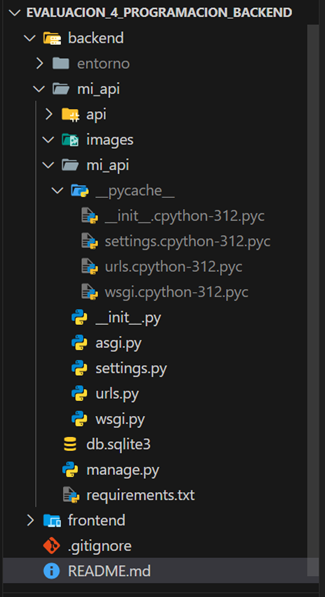 EVALUACION_4_PROGRAMACION_BACKEND
backend
entorno
mi_api
api
images
mi_api
__pycache__
__init__.cpython-312.pyc
settings.cpython-312.pyc
urls.cpython-312.pyc
wsgi.cpython-312.pyc
__init__.py
asgi.py
settings.py
urls.py
wsgi.py
db.sqlite3
manage.py
requirements.txt
frontend
.gitignore
README.md